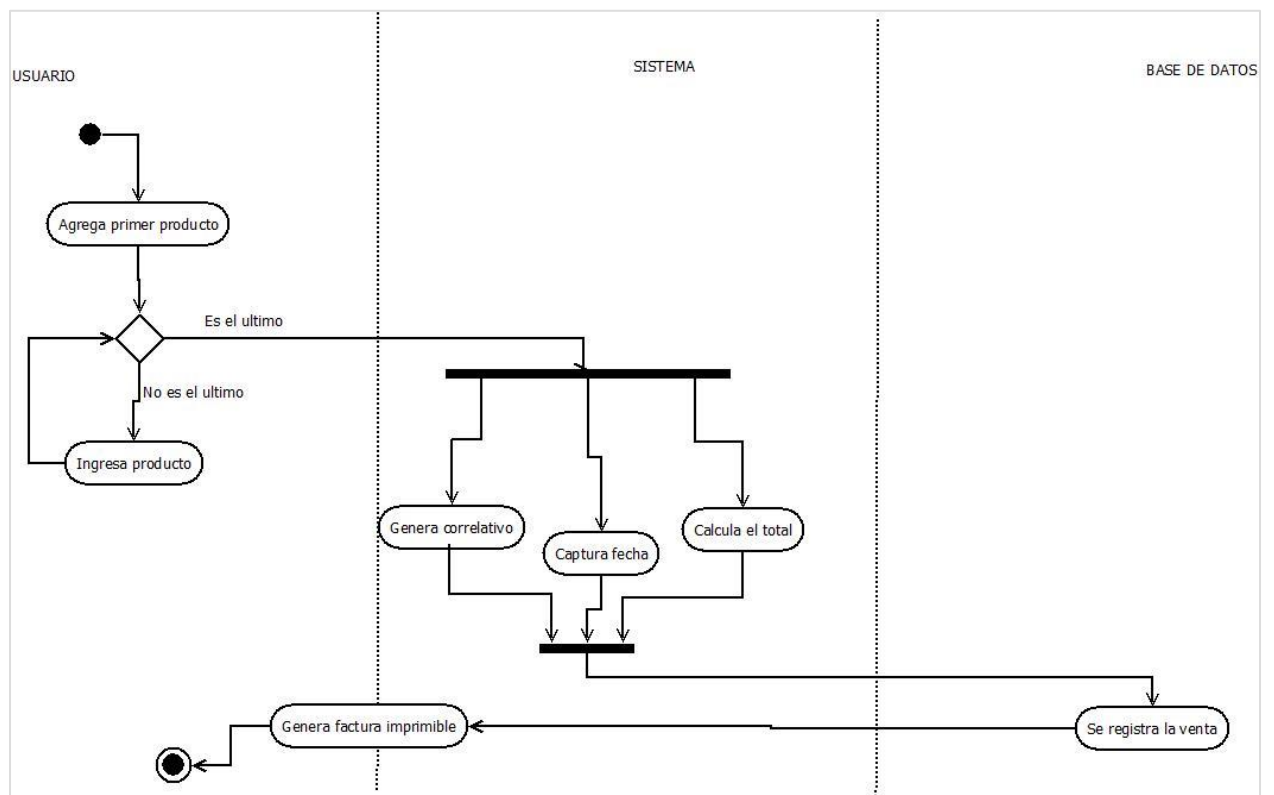 USUARIO
SISTEMA
BASE DE DATOS
Agrega primer producto
Es el ultimo
No es el ultimo
Ingresa producto
Genera correlativo
Captura fecha
Calcula el total
Genera factura imprimible
Se registra la venta